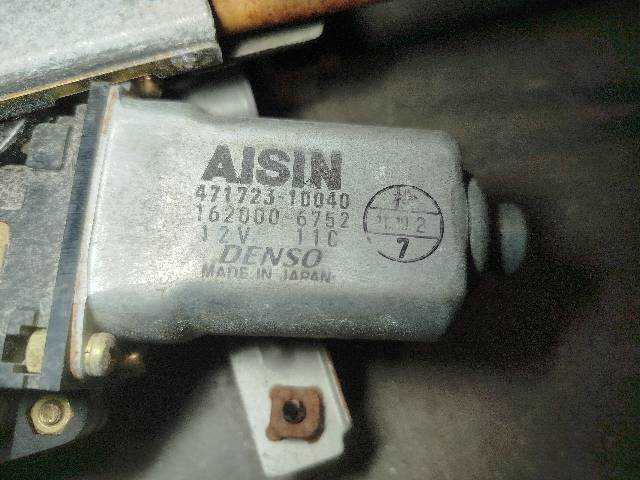 AISIN
471723-10040
162000-6752
12V 11C
DENSO
MADE IN JAPAN
7